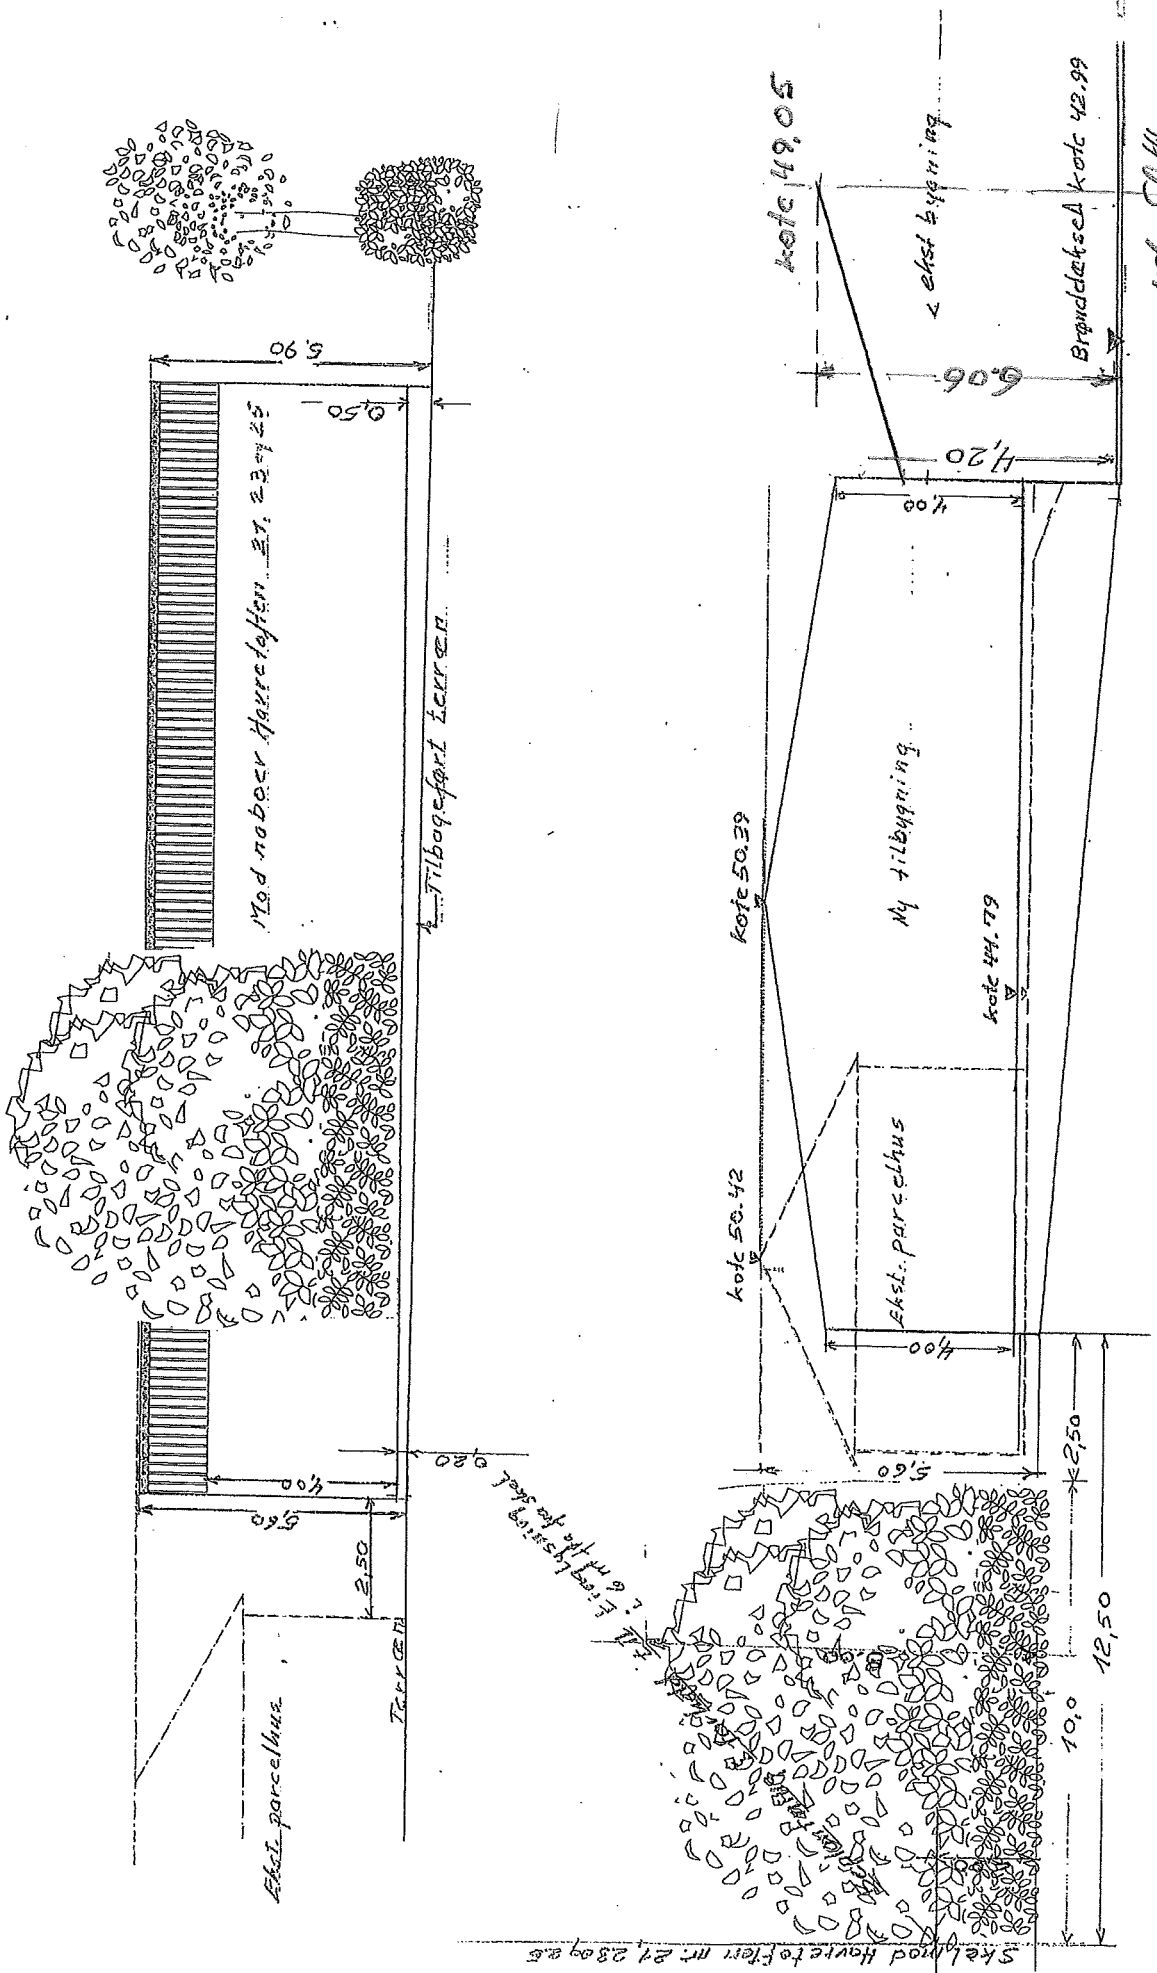 5,90
0,50
Mod naboer Havretoften 21, 23 og 25
Tilbageført terræn
0,20
4,00
5,60
2,50
Terræn
Ekst. parcelhus
kote 49,05
< ekst bygning
6.06
Brønddæksel kote 42.99
4,20
4,00
kote 50.39
Ny tilbygning
kote 44.79
kote 50.42
Ekst. parcelhus
4,00
5,60
2,50
10,0
12,50
Skel mod Havretoften nr. 21, 23 og 25